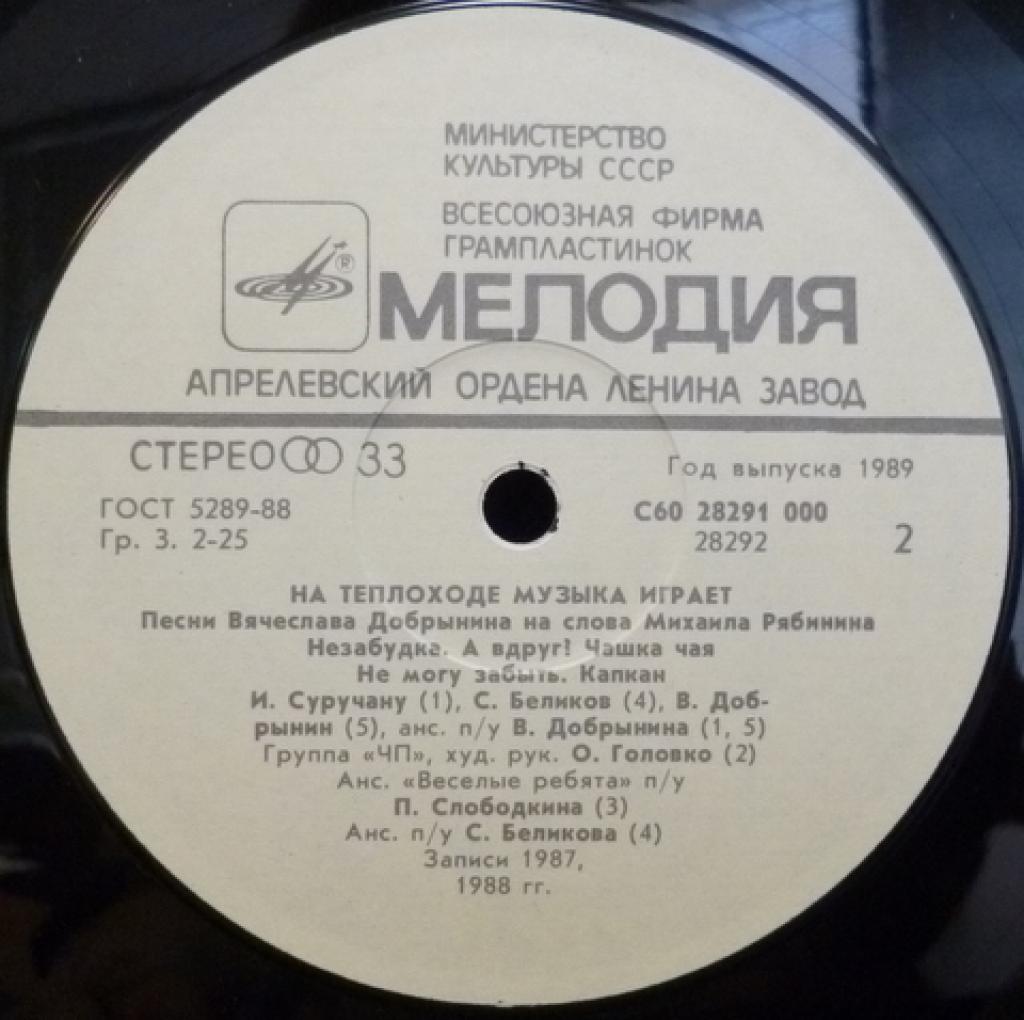 МИНИСТЕРСТВО
КУЛЬТУРЫ СССР
ВСЕСОЮЗНАЯ ФИРМА
ГРАМПЛАСТИНОК
®
МЕЛОДИЯ
АПРЕЛЕВСКИЙ ОРДЕНА ЛЕНИНА ЗАВОД
СТЕРЕО 33
Год выпуска 1989
ГОСТ 5289-88
С60 28291 000
Гр. 3. 2-25
28292
2
НА ТЕПЛОХОДЕ МУЗЫКА ИГРАЕТ
Песни Вячеслава Добрынина на слова Михаила Рябинина
Незабудка. А вдруг! Чашка чая
Не могу забыть. Капкан
И. Суручану (1), С. Беликов (4), В. Доб-
рынин (5), анс. п/у В. Добрынина (1, 5)
Группа «ЧП», худ. рук. О. Головко (2)
Анс. «Веселые ребята» п/у
П. Слободкина (3)
Анс. п/у С. Беликова (4)
Записи 1987,
1988 гг.